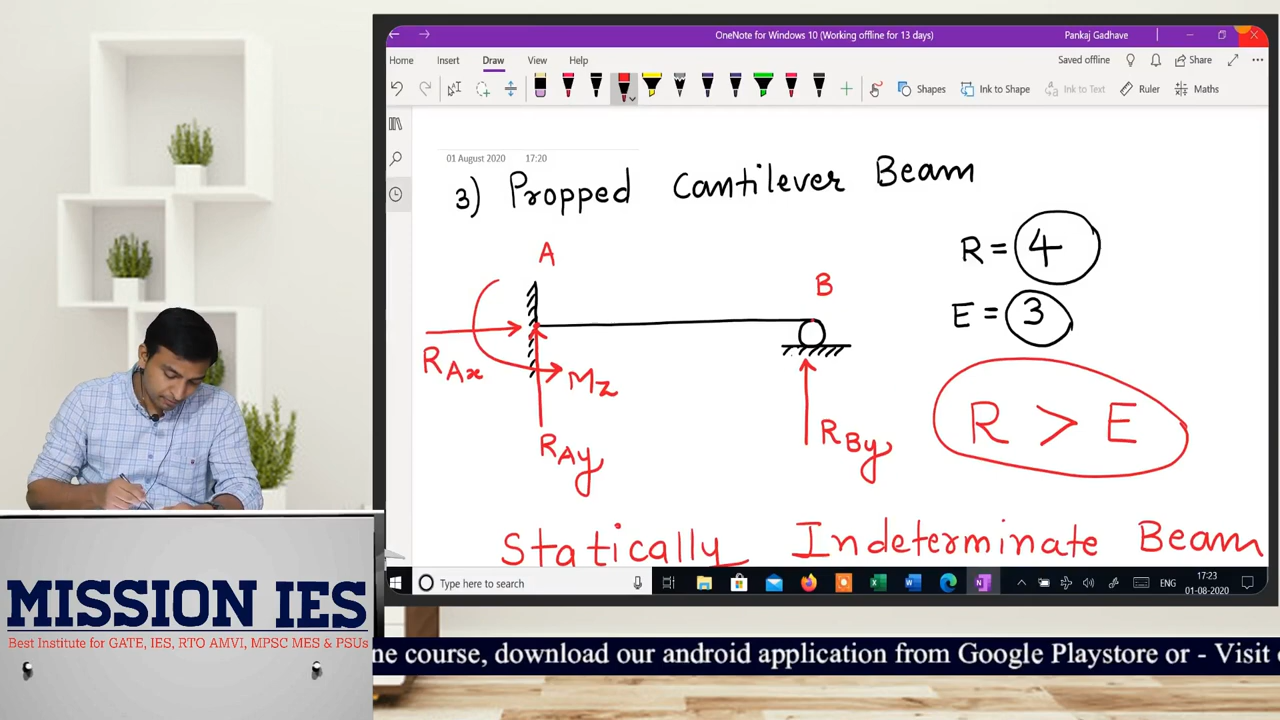 OneNote for Windows 10 (Working offline for 13 days)
Pankaj Gadhave
Home Insert Draw View Help
Saved offline
Share
Shapes
Ink to Shape
Ink to Text
Ruler
Maths
01 August 2020 17:20
3) Propped Cantilever Beam
R = 4
E = 3
A
B
RAx
Mz
RAy
RBy
R > E
Statically Indeterminate Beam
Type here to search
ENG
17:23
01-08-2020
MISSION IES
Best Institute for GATE, IES, RTO AMVI, MPSC MES & PSUs
ne course, download our android application from Google Playstore or - Visit